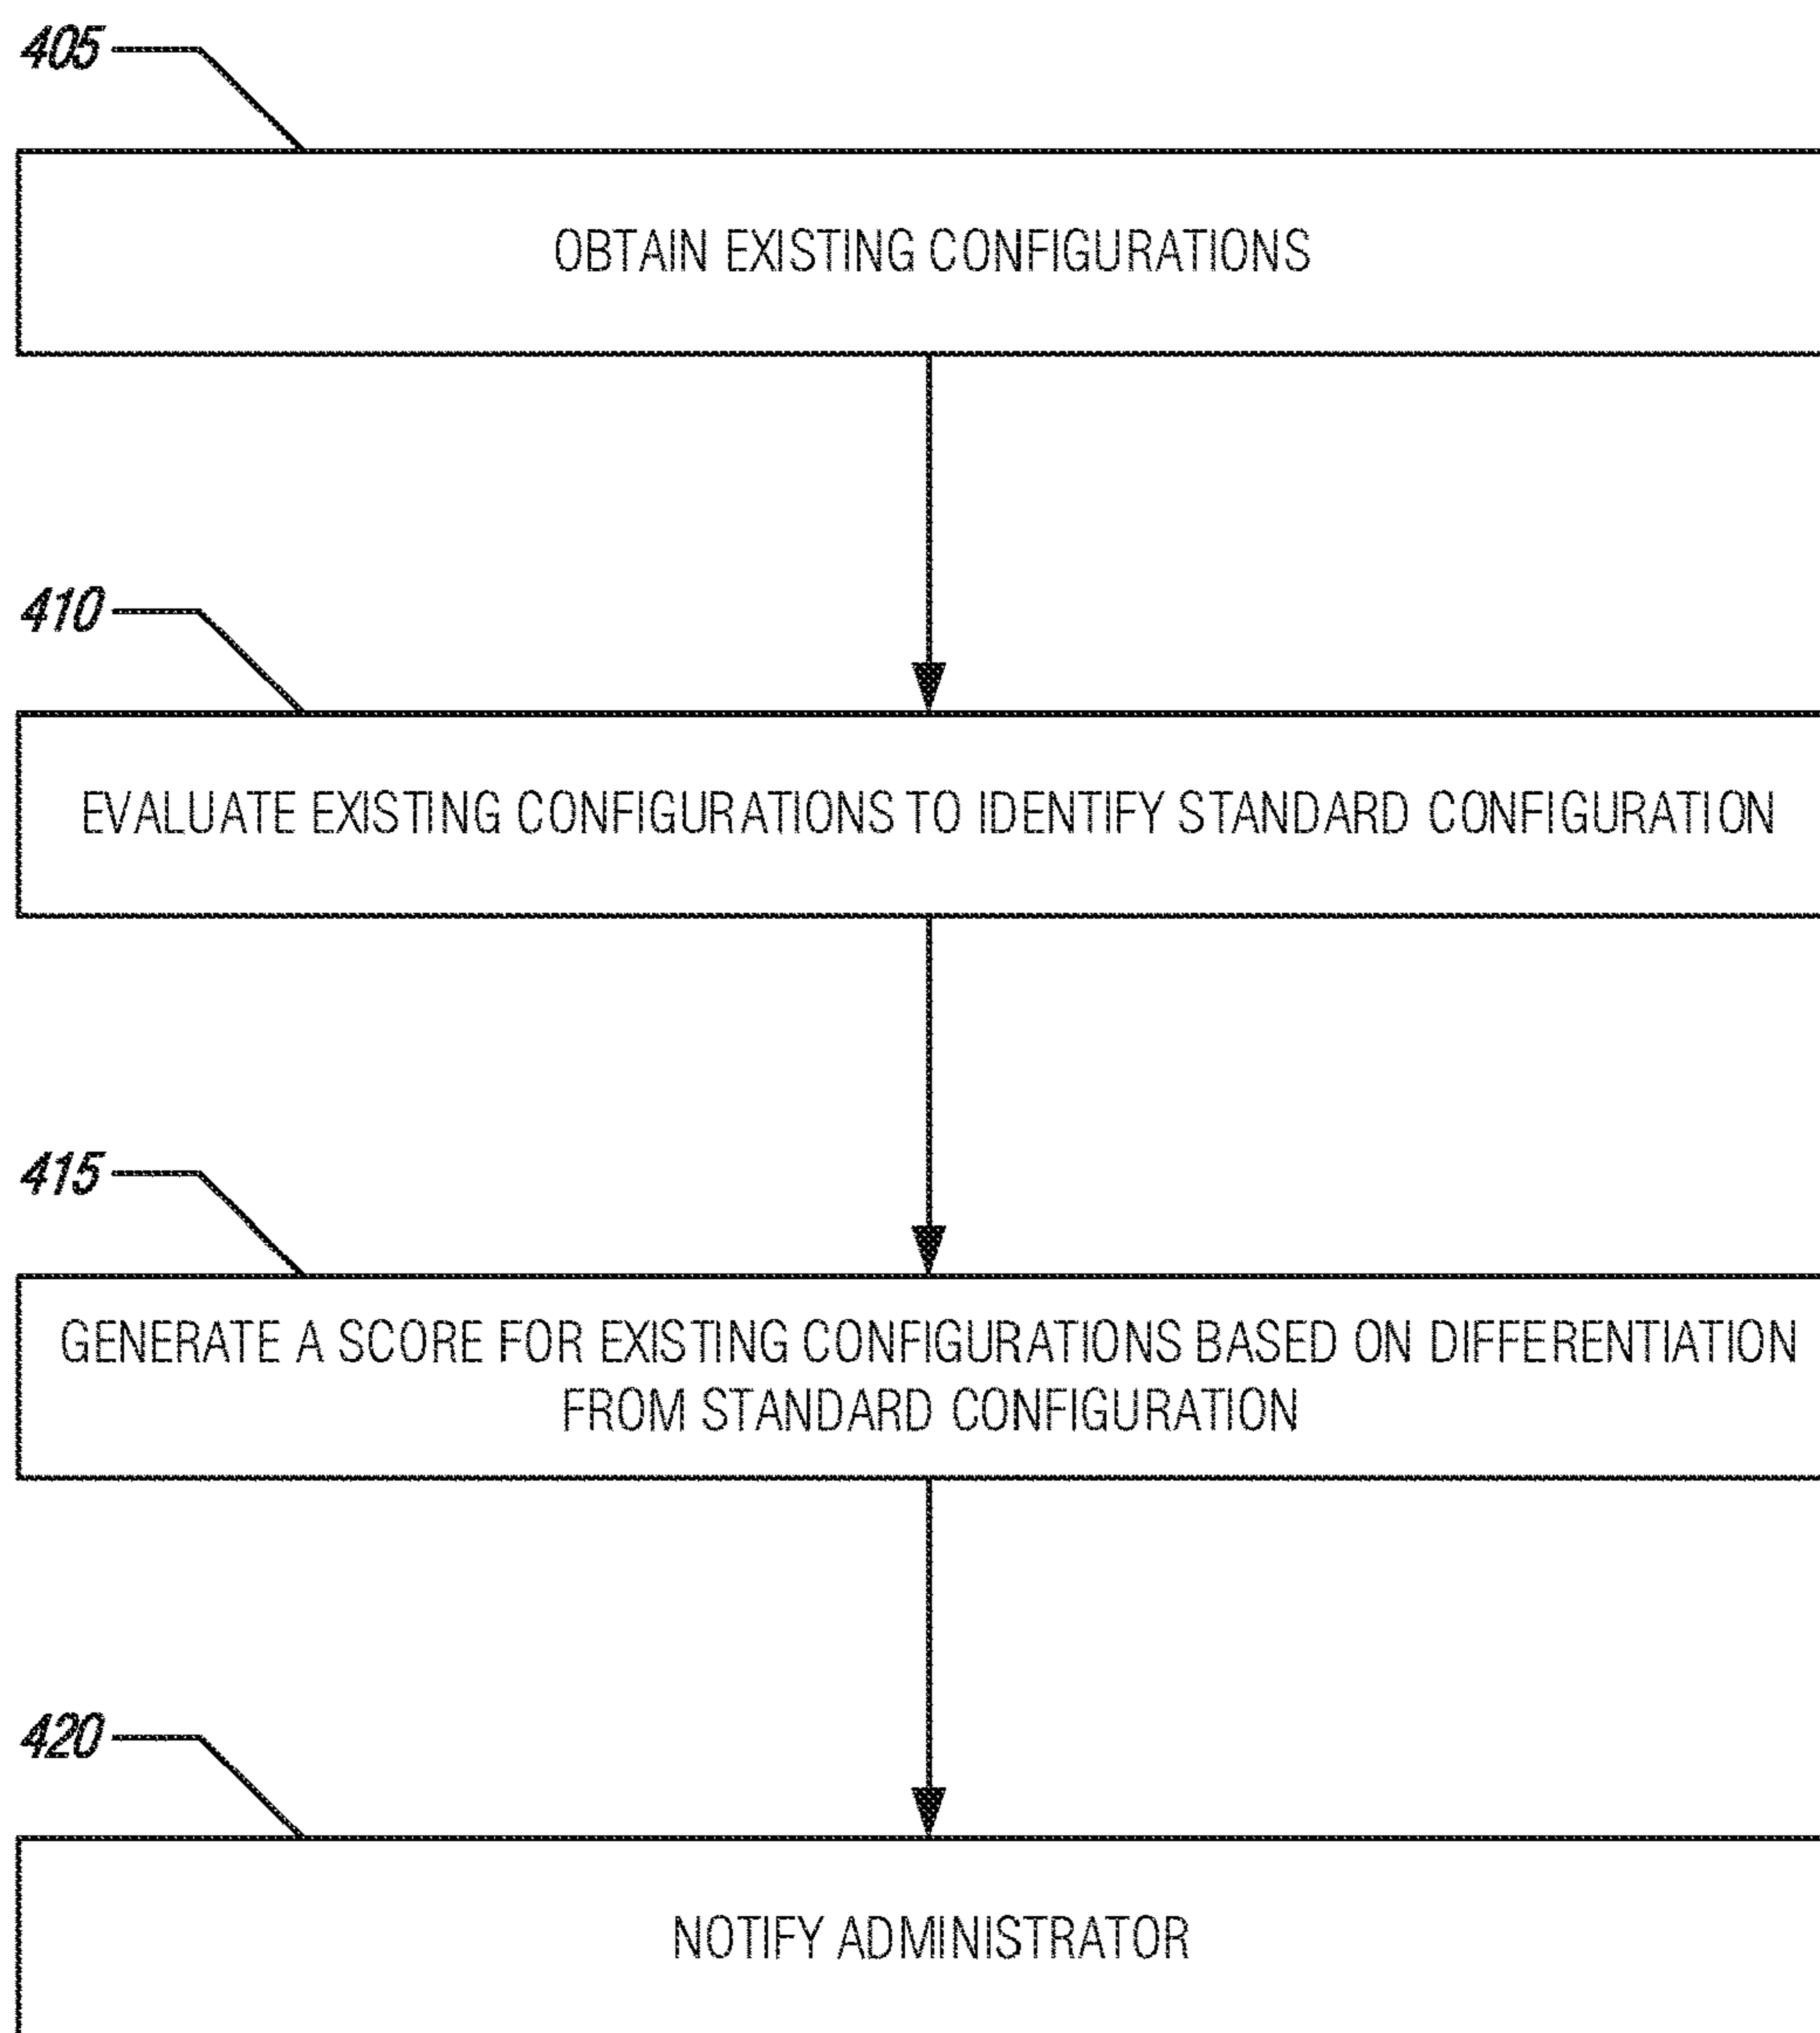 405
OBTAIN EXISTING CONFIGURATIONS
410
EVALUATE EXISTING CONFIGURATIONS TO IDENTIFY STANDARD CONFIGURATION
415
GENERATE A SCORE FOR EXISTING CONFIGURATIONS BASED ON DIFFERENTIATION
FROM STANDARD CONFIGURATION
420
NOTIFY ADMINISTRATOR